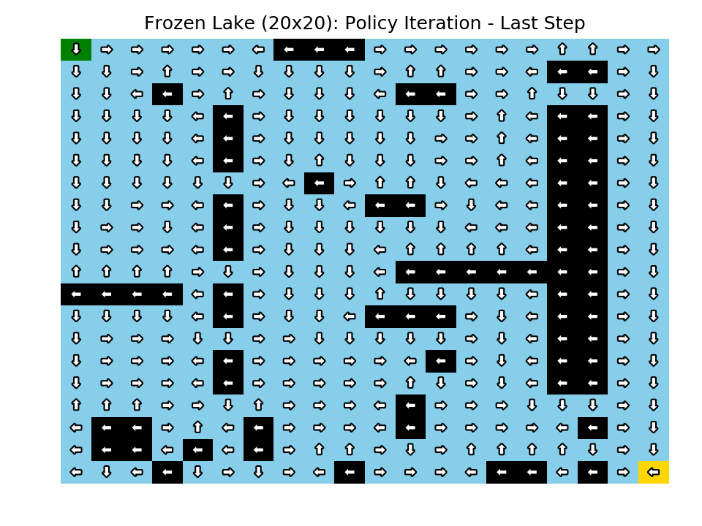 Frozen Lake (20x20): Policy Iteration - Last Step